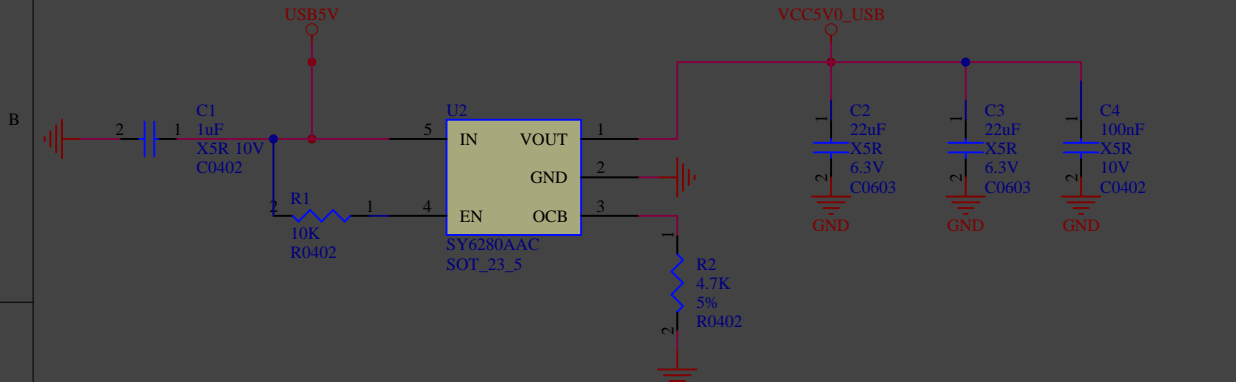 USB5V
VCC5V0_USB
B
C1
1uF
X5R 10V
C0402
2
1
U2
5
IN
VOUT
1
GND
2
4
EN
OCB
3
SY6280AAC
SOT_23_5
R1
2
1
10K
R0402
1
R2
4.7K
5%
R0402
2
C2
22uF
X5R
6.3V
C0603
1
2
GND
C3
22uF
X5R
6.3V
C0603
1
2
GND
C4
100nF
X5R
10V
C0402
1
2
GND